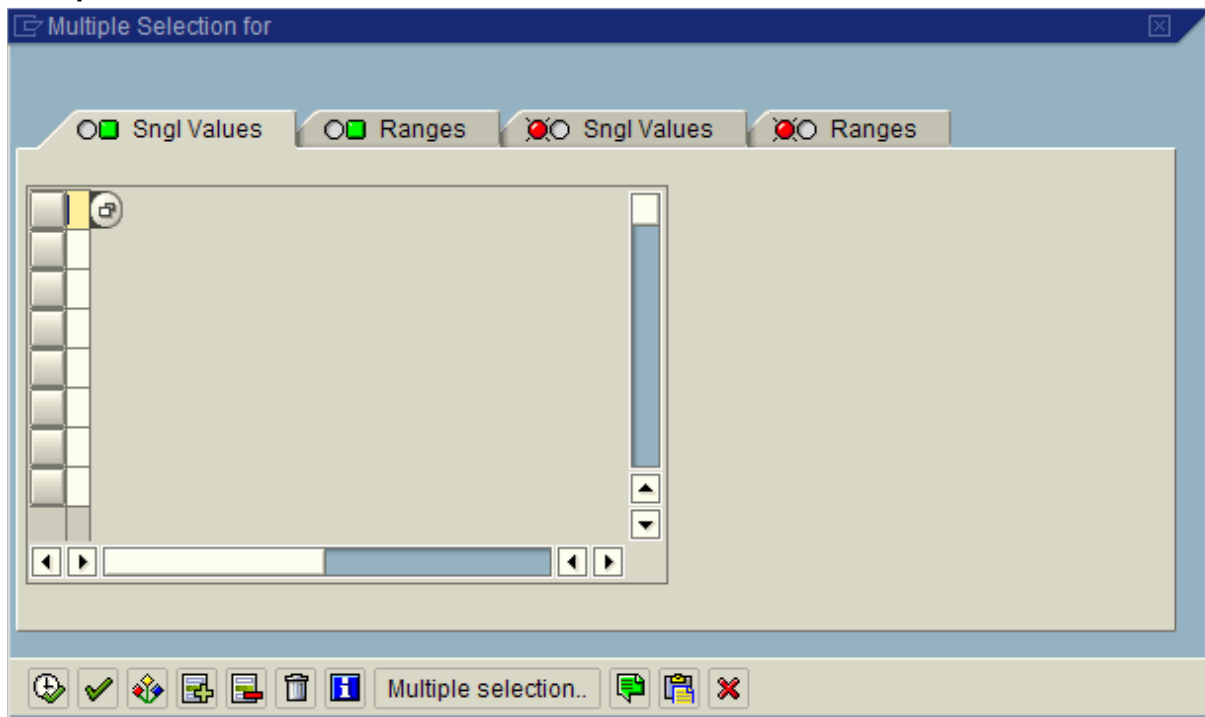 Multiple Selection for
Sngl Values
Ranges
Sngl Values
Ranges
Multiple selection..